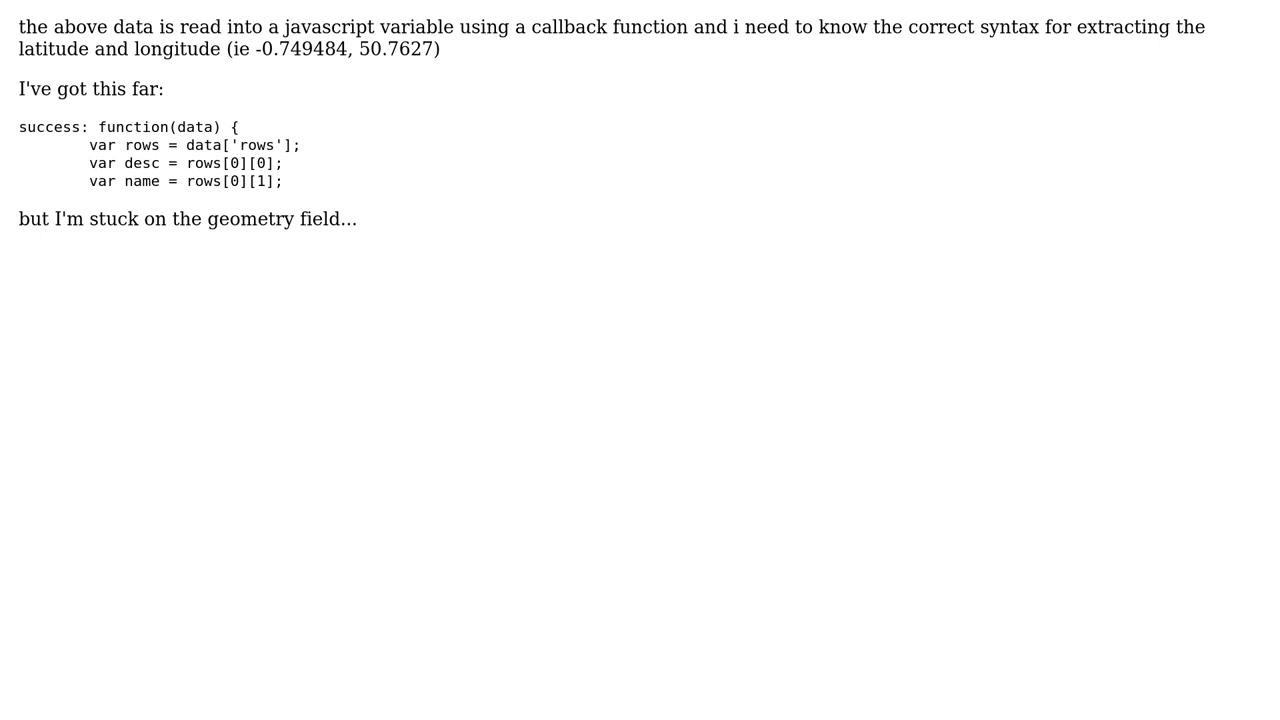 the above data is read into a javascript variable using a callback function and i need to know the correct syntax for extracting the
latitude and longitude (ie -0.749484, 50.7627)
I've got this far:
success: function(data) {
        var rows = data['rows'];
        var desc = rows[0][0];
        var name = rows[0][1];
but I'm stuck on the geometry field...